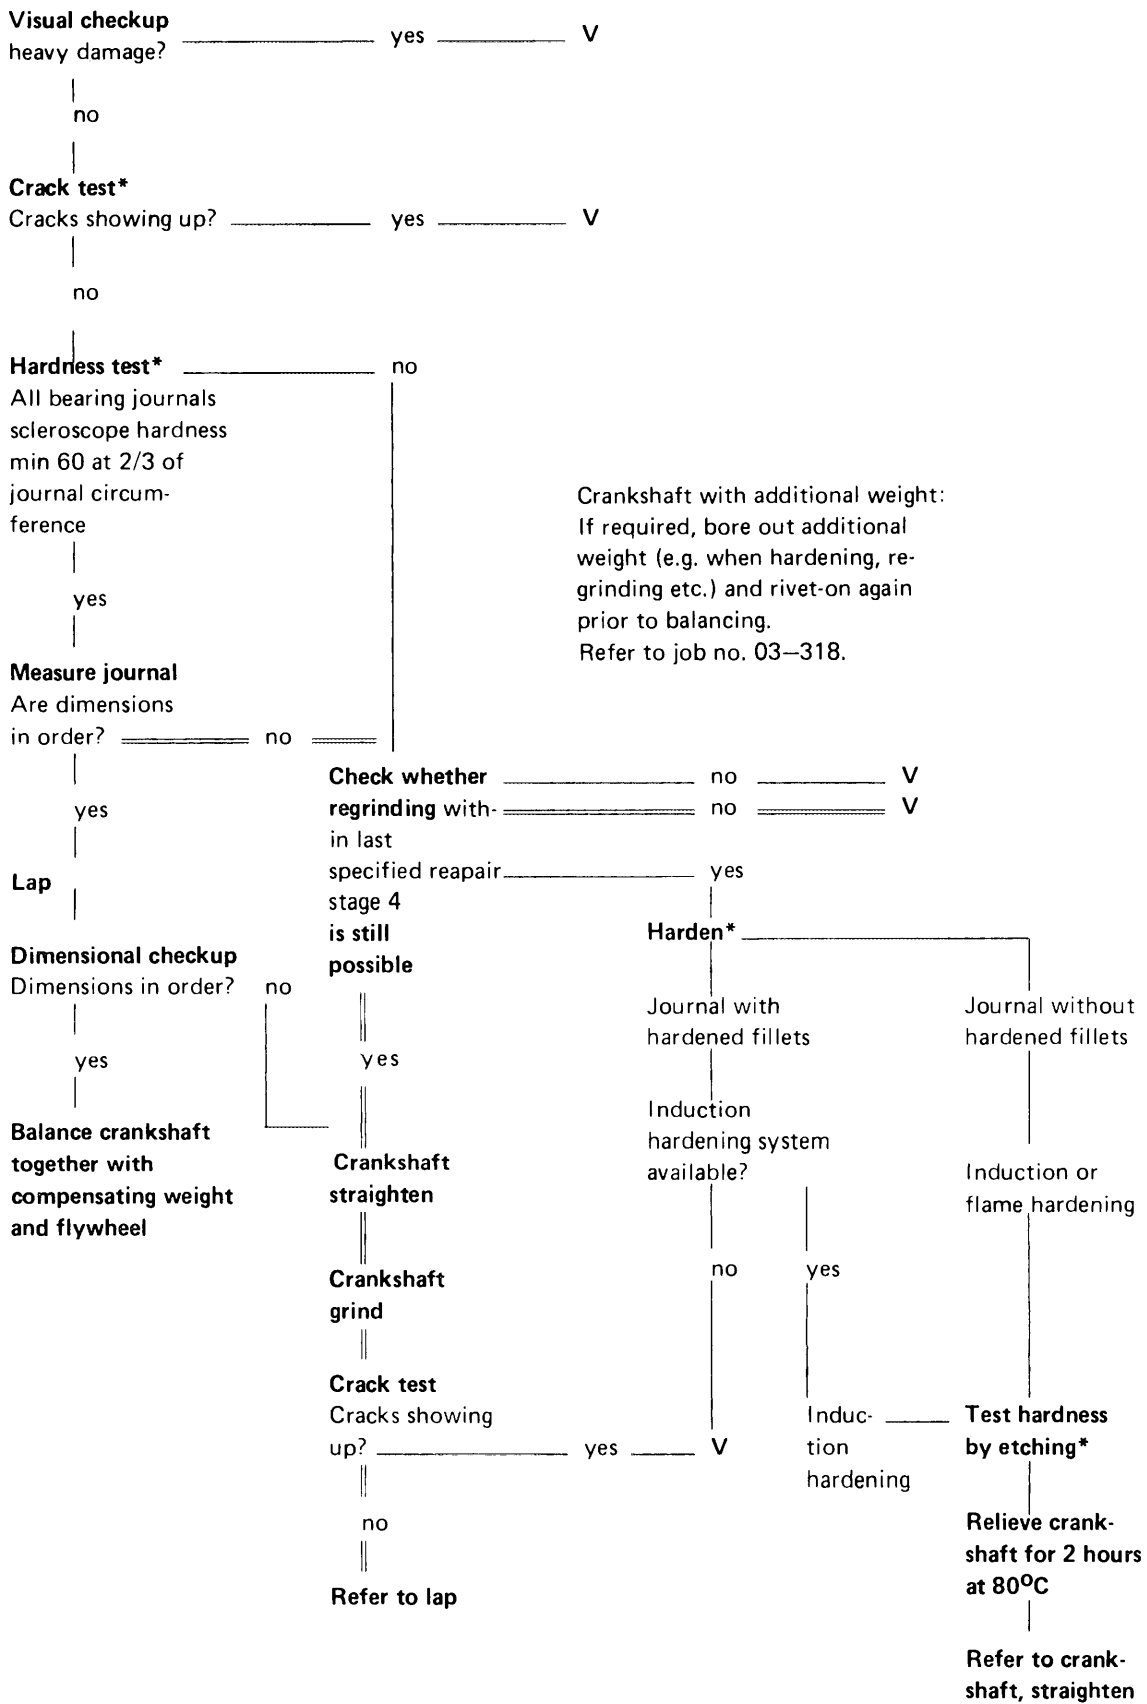 Visual checkup
heavy damage? yes V
no
Crack test*
Cracks showing up? yes V
no
Hardness test* no
All bearing journals
scleroscope hardness
min 60 at 2/3 of
journal circum-
ference
yes
Crankshaft with additional weight:
If required, bore out additional
weight (e.g. when hardening, re-
grinding etc.) and rivet-on again
prior to balancing.
Refer to job no. 03–318.
Measure journal
Are dimensions
in order? no
yes
Lap
Dimensional checkup
Dimensions in order? no
yes
Balance crankshaft
together with
compensating weight
and flywheel
Check whether no V
regrinding with- no V
in last
specified reapair yes
stage 4
is still
possible
yes
Crankshaft
straighten
Crankshaft
grind
Crack test
Cracks showing
up? yes V
no
Refer to lap
Harden*
Journal with
hardened fillets
Induction
hardening system
available?
no yes
Induc-
tion
hardening
Journal without
hardened fillets
Induction or
flame hardening
Test hardness
by etching*
Relieve crank-
shaft for 2 hours
at 80°C
Refer to crank-
shaft, straighten